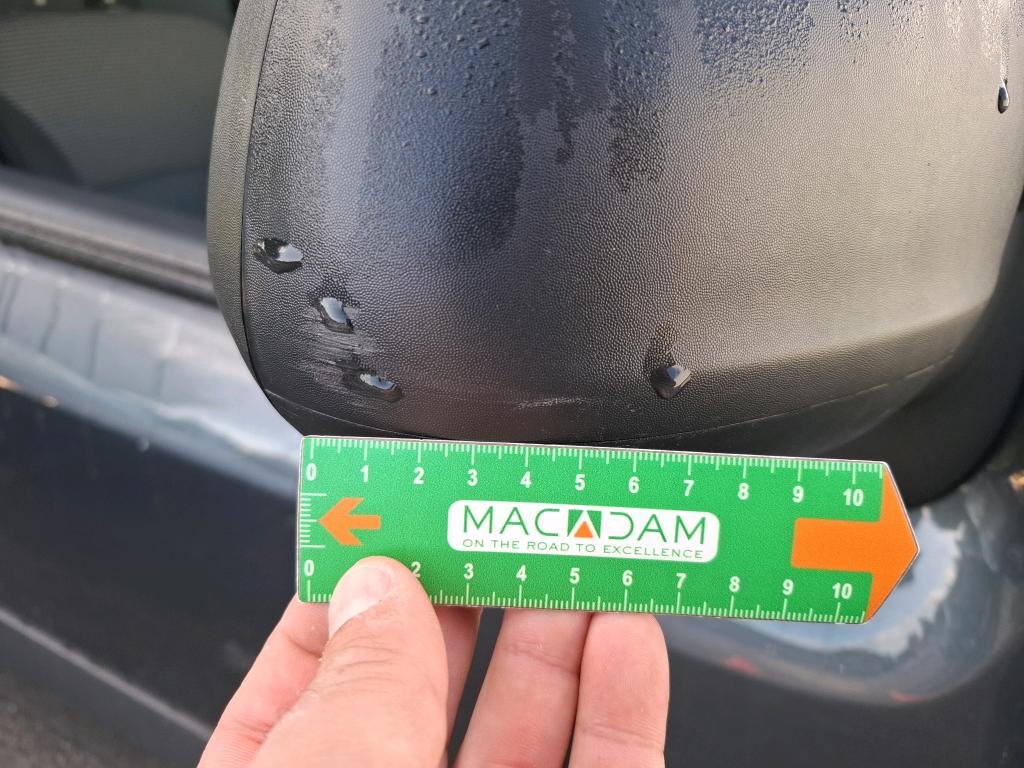 0 1 2 3 4 5 6 7 8 9 10
MACADAM
ON THE ROAD TO EXCELLENCE
0 2 3 4 5 6 7 8 9 10